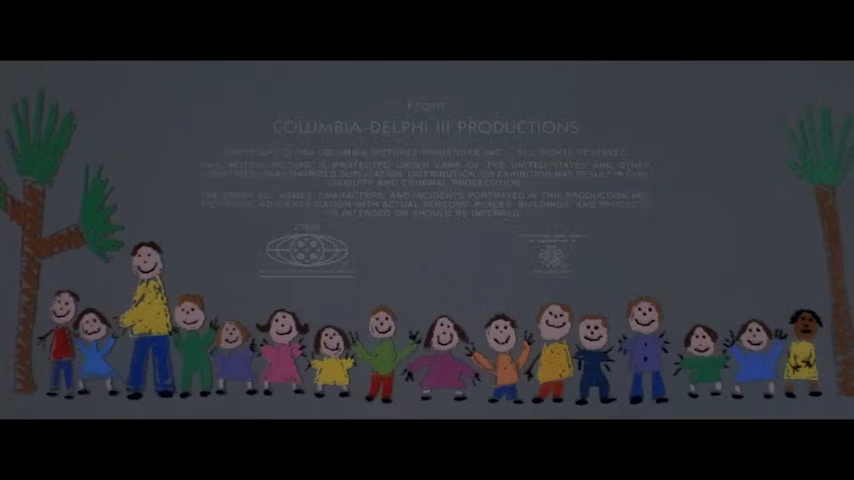 From
COLUMBIA-DELPHI III PRODUCTIONS
COPYRIGHT © COLUMBIA PICTURES INDUSTRIES, INC. ALL RIGHTS RESERVED
THIS MOTION PICTURE IS PROTECTED UNDER LAWS OF THE UNITED STATES AND OTHER
COUNTRIES. UNAUTHORIZED DUPLICATION, DISTRIBUTION, OR EXHIBITION MAY RESULT IN CIVIL
LIABILITY AND CRIMINAL PROSECUTION.
THE STORY, ALL NAMES, CHARACTERS, AND INCIDENTS PORTRAYED IN THIS PRODUCTION ARE
FICTITIOUS. NO IDENTIFICATION WITH ACTUAL PERSONS, PLACES, BUILDINGS, AND PRODUCTS
IS INTENDED OR SHOULD BE INFERRED.